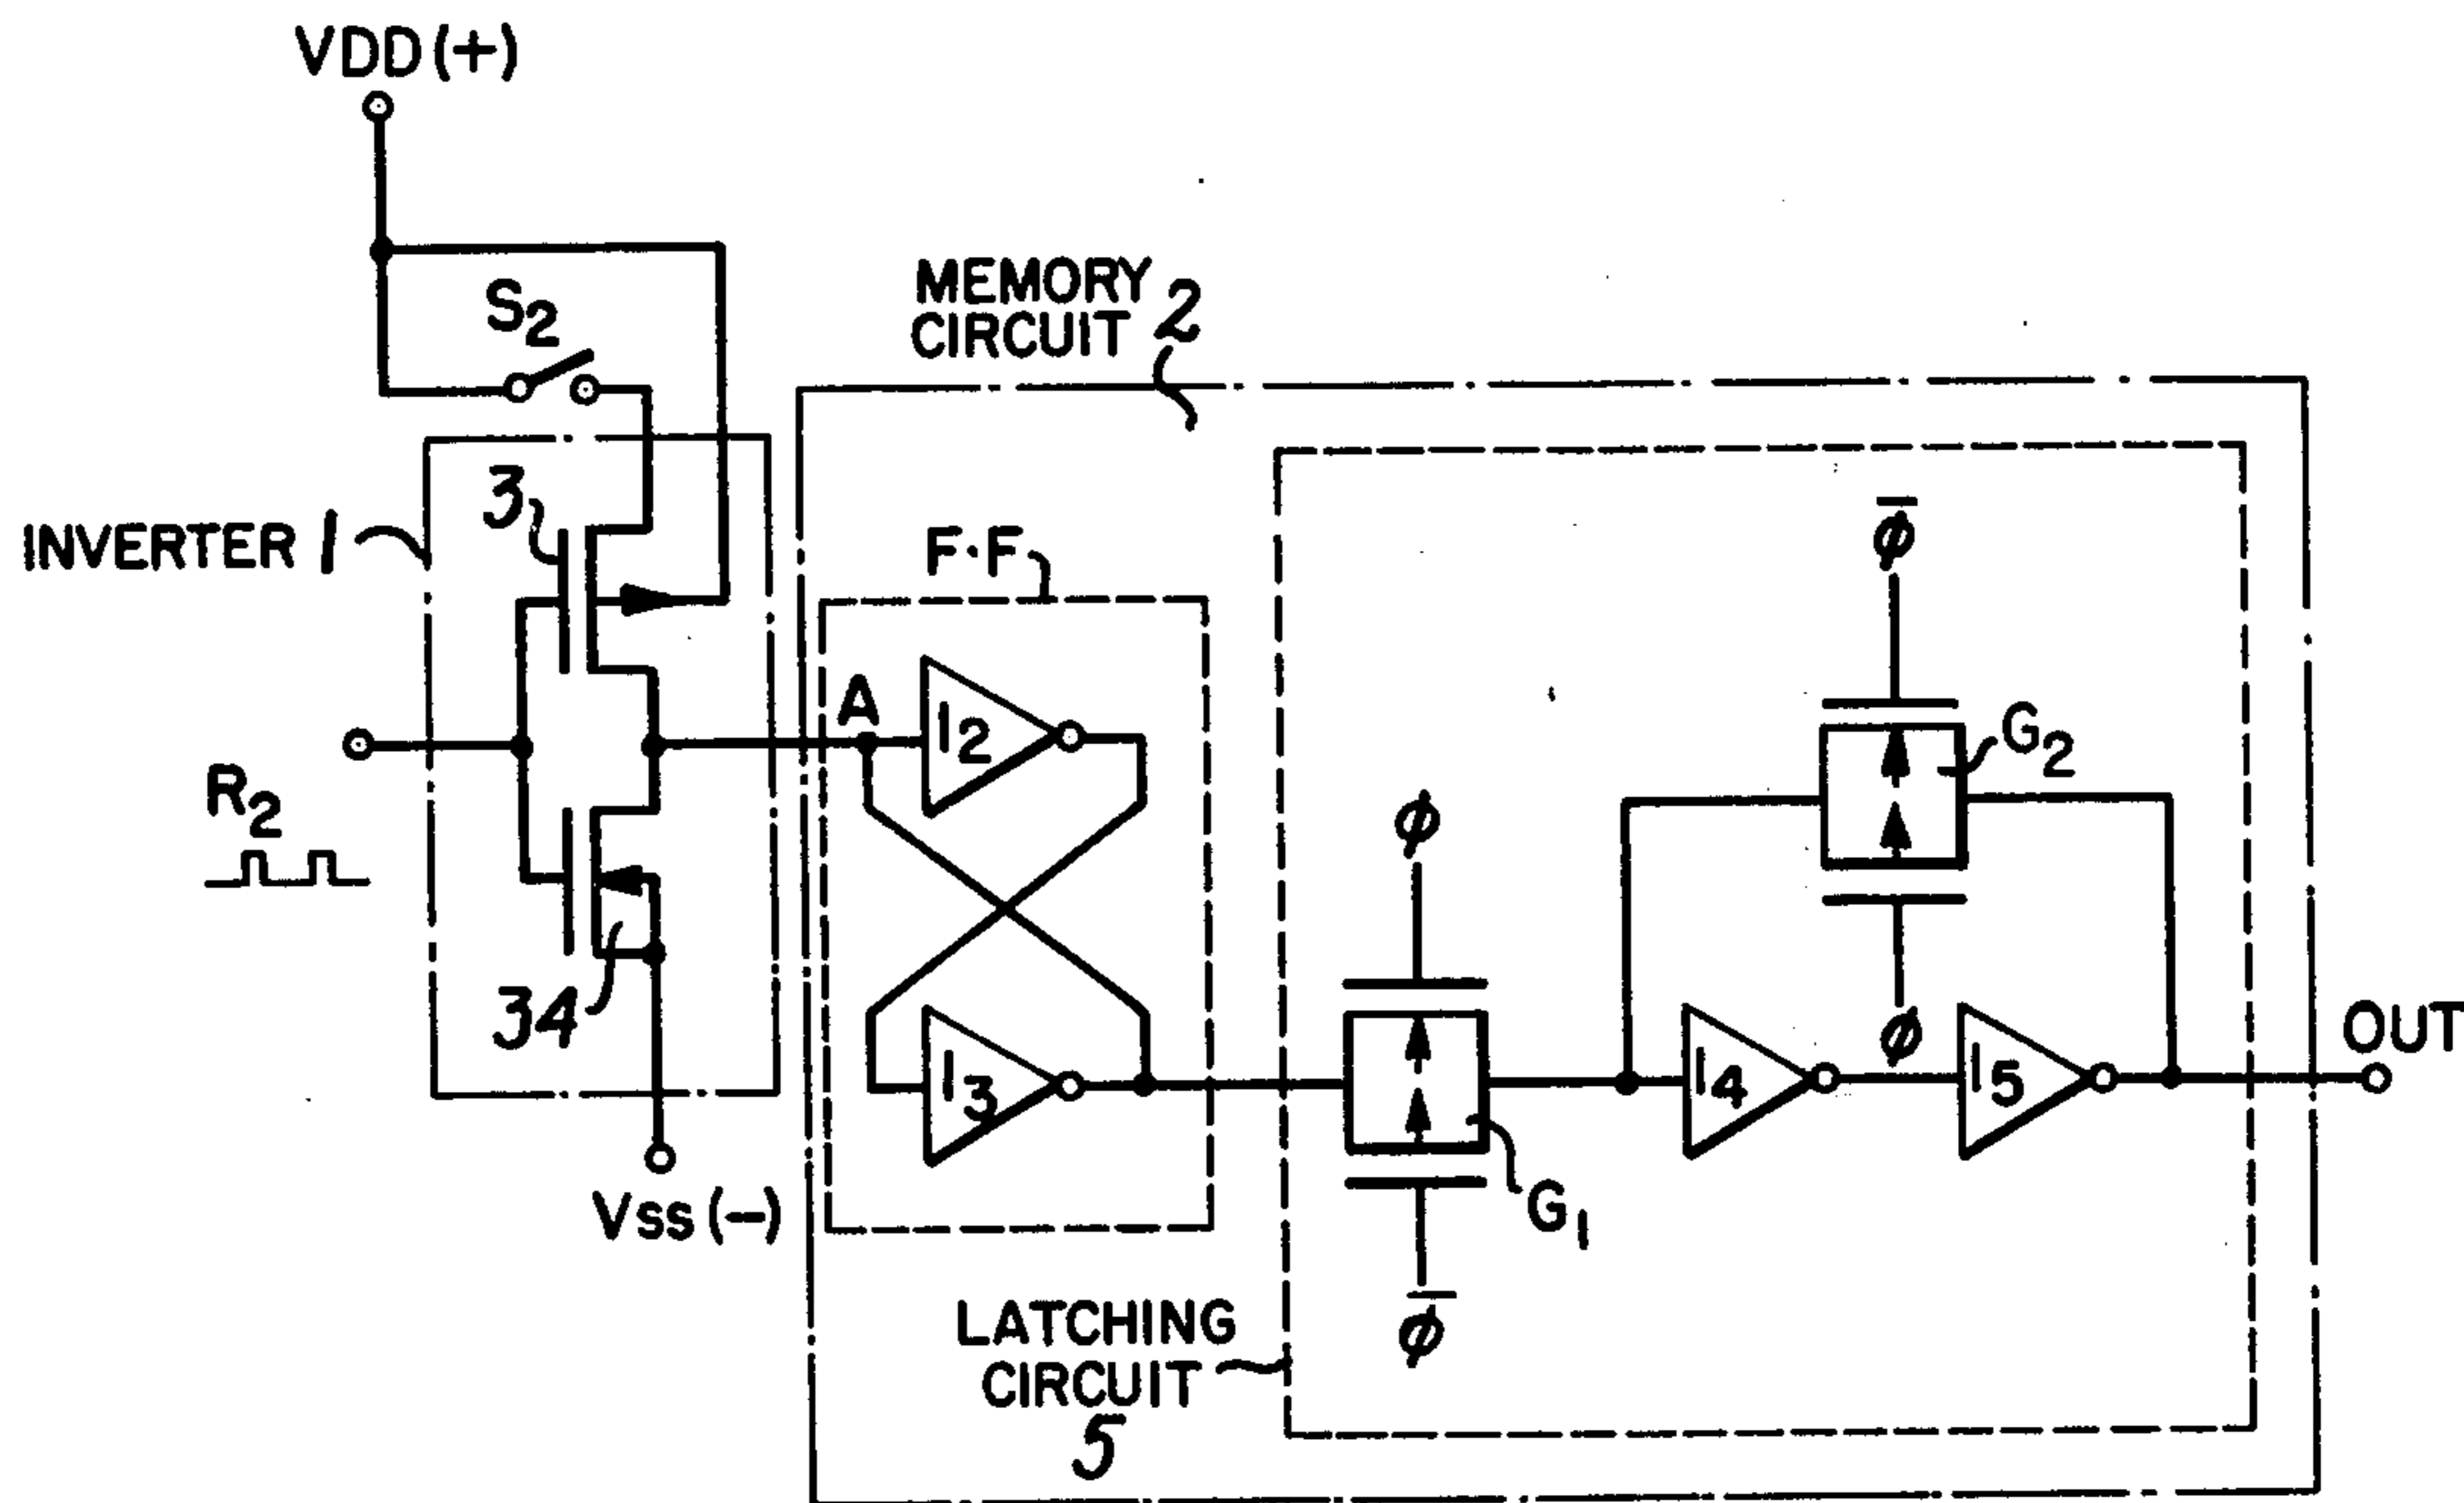 VDD(+)
S2
MEMORY
CIRCUIT 2
3
INVERTER 1
F·F
φ̅
A
I2
G2
R2
φ
34
φ
OUT
I3
I4
I5
VSS(−)
G1
φ̅
LATCHING
CIRCUIT
5